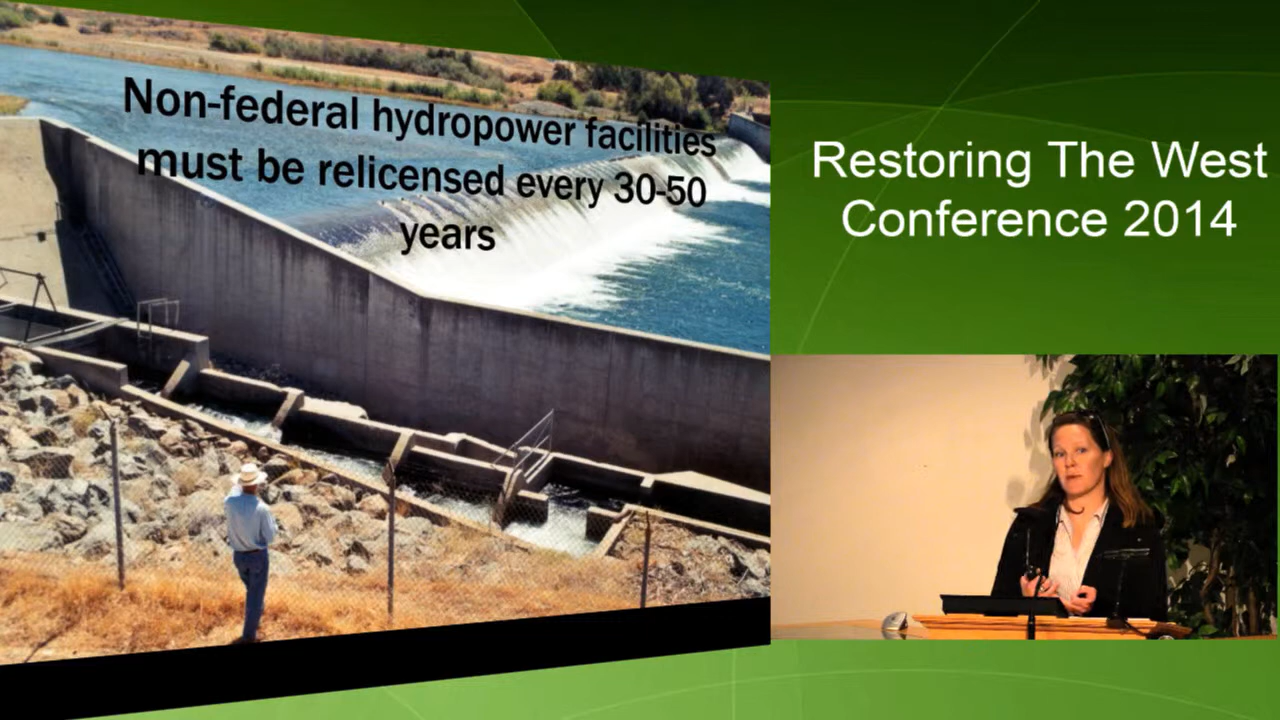 Non-federal hydropower facilities
must be relicensed every 30-50
years
Restoring The West
Conference 2014